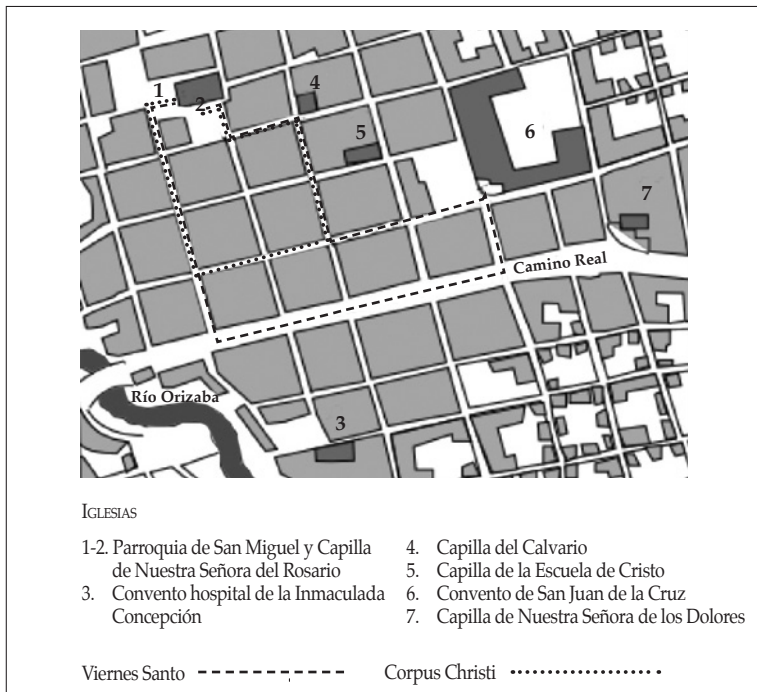 1
2
4
5
6
7
Camino Real
Río Orizaba
3
IGLESIAS
1-2. Parroquia de San Miguel y Capilla
de Nuestra Señora del Rosario
3. Convento hospital de la Inmaculada
Concepción
4. Capilla del Calvario
5. Capilla de la Escuela de Cristo
6. Convento de San Juan de la Cruz
7. Capilla de Nuestra Señora de los Dolores
Viernes Santo
Corpus Christi